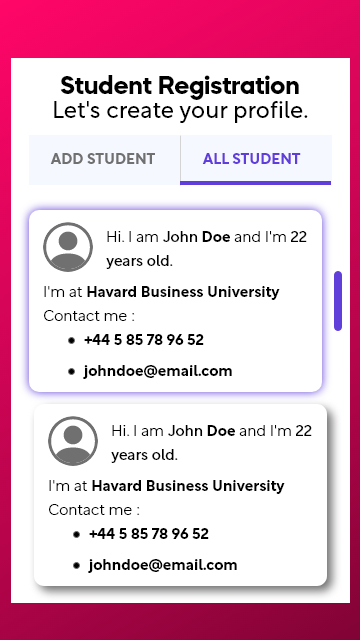 Student Registration
Let's create your profile.
ADD STUDENT
ALL STUDENT
Hi. I am John Doe and I'm 22
years old.
I'm at Havard Business University
Contact me :
+44 5 85 78 96 52
johndoe@email.com
Hi. I am John Doe and I'm 22
years old.
I'm at Havard Business University
Contact me :
+44 5 85 78 96 52
johndoe@email.com